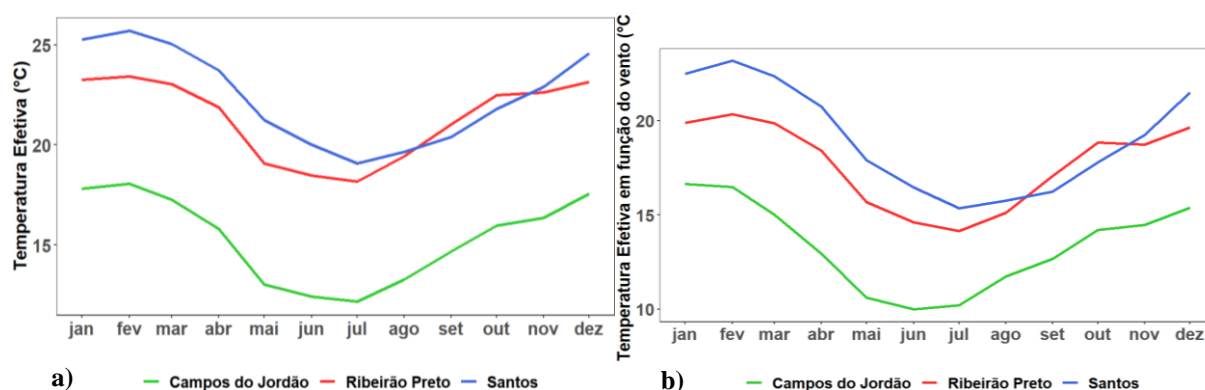 Temperatura Efetiva (°C)
25
20
15
jan fev mar abr mai jun jul ago set out nov dez
a)
Campos do Jordão Ribeirão Preto Santos
Temperatura Efetiva em função do vento (°C)
20
15
10
jan fev mar abr mai jun jul ago set out nov dez
b)
Campos do Jordão Ribeirão Preto Santos